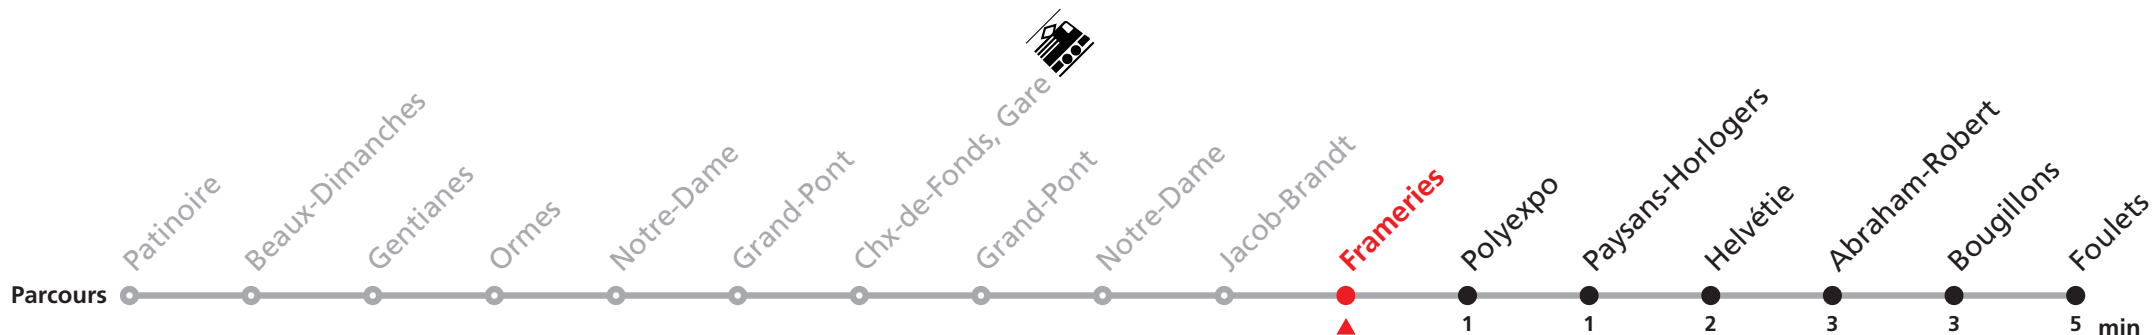 Patinoire
Beaux-Dimanches
Gentianes
Ormes
Notre-Dame
Grand-Pont
Chx-de-Fonds, Gare
Grand-Pont
Notre-Dame
Jacob-Brandt
Frameries
Polyexpo
Paysans-Horlogers
Helvétie
Abraham-Robert
Bougillons
Foulets
Parcours
1 1 2 3 3 5 min